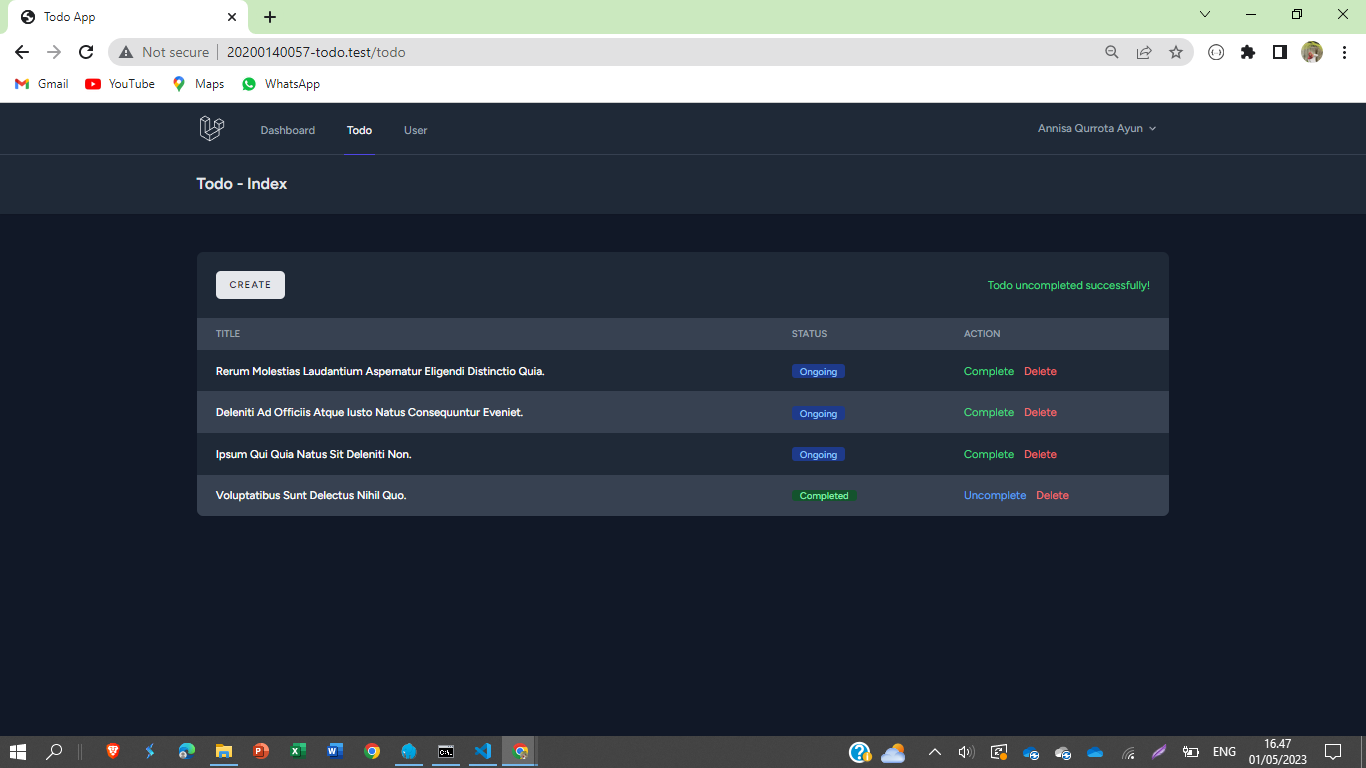 Todo App
Not secure 20200140057-todo.test/todo
Gmail YouTube Maps WhatsApp
Dashboard Todo User Annisa Qurrota Ayun
Todo - Index
CREATE Todo uncompleted successfully!
TITLE STATUS ACTION
Rerum Molestias Laudantium Aspernatur Eligendi Distinctio Quia. Ongoing Complete Delete
Deleniti Ad Officiis Atque Iusto Natus Consequuntur Eveniet. Ongoing Complete Delete
Ipsum Qui Quia Natus Sit Deleniti Non. Ongoing Complete Delete
Voluptatibus Sunt Delectus Nihil Quo. Completed Uncomplete Delete
ENG 16.47
01/05/2023